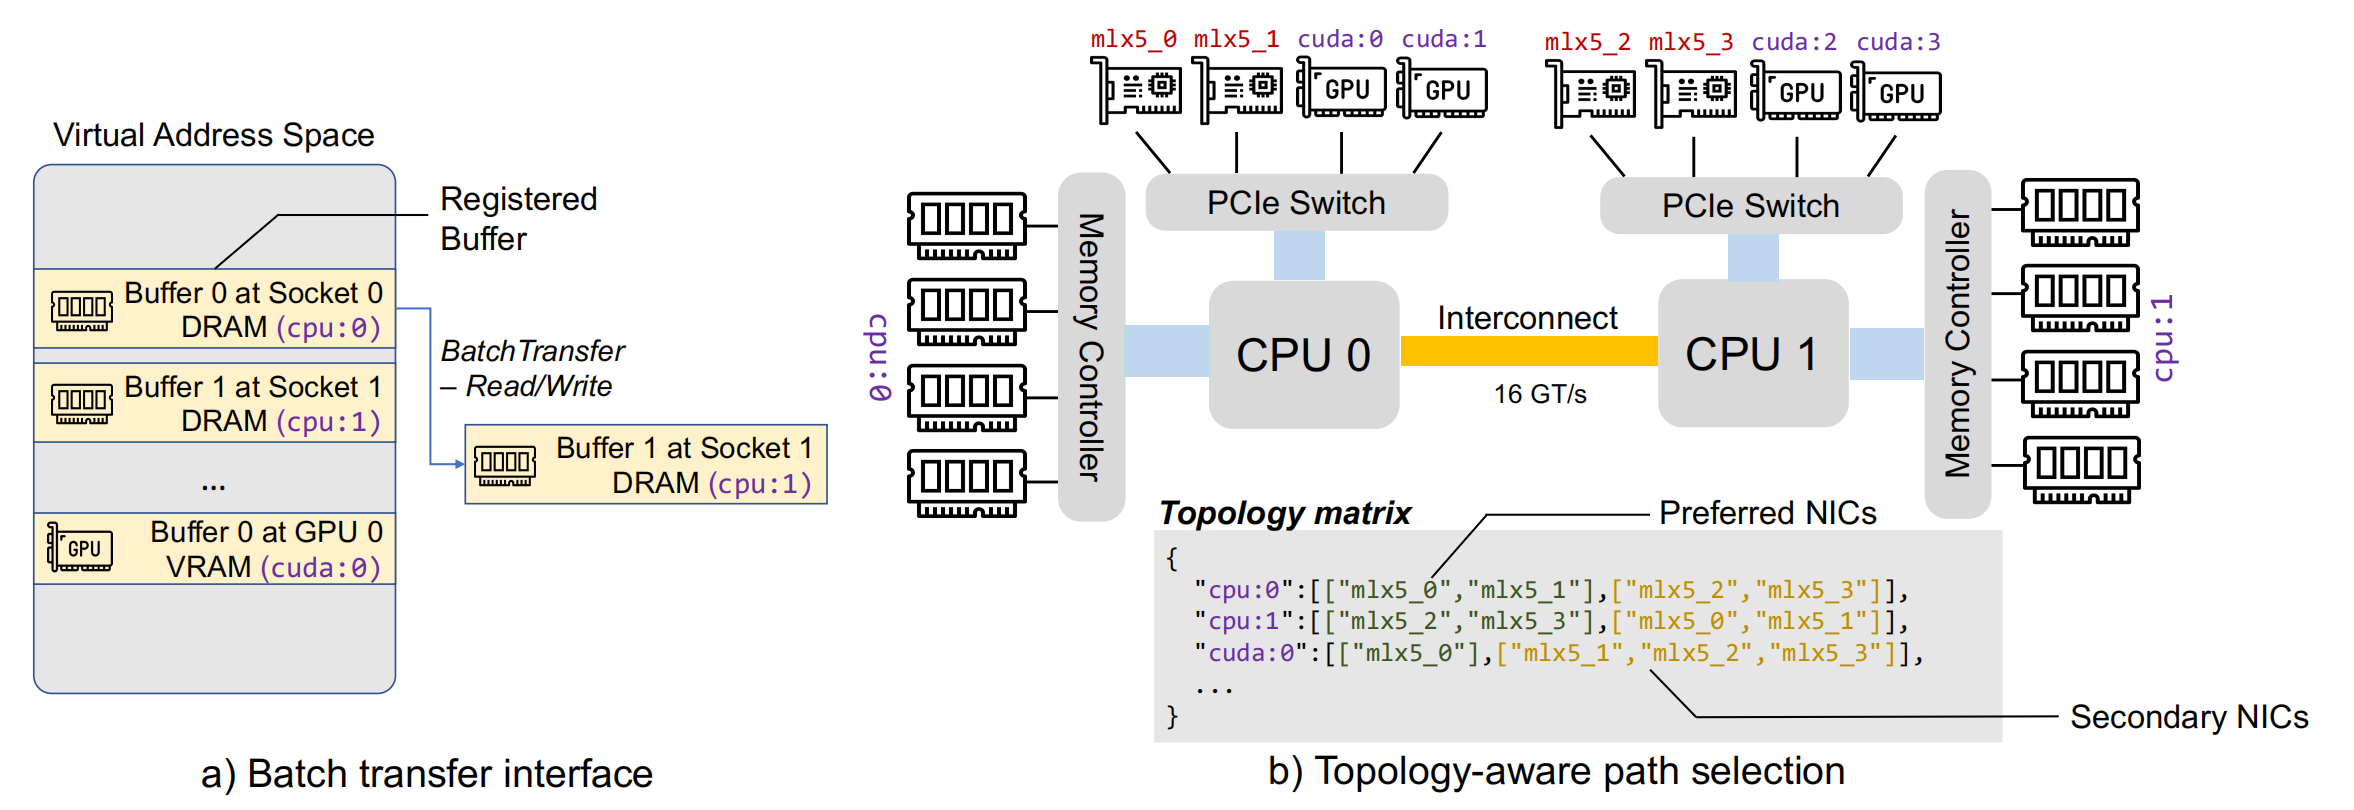 Virtual Address Space
Registered
Buffer
Buffer 0 at Socket 0
DRAM (cpu:0)
Buffer 1 at Socket 1
DRAM (cpu:1)
...
GPU
Buffer 0 at GPU 0
VRAM (cuda:0)
BatchTransfer
– Read/Write
Buffer 1 at Socket 1
DRAM (cpu:1)
a) Batch transfer interface
mlx5_0 mlx5_1 cuda:0 cuda:1
GPU GPU
PCIe Switch
mlx5_2 mlx5_3 cuda:2 cuda:3
GPU GPU
PCIe Switch
cpu:0
Memory Controller
CPU 0
Interconnect
16 GT/s
CPU 1
Memory Controller
cpu:1
Topology matrix
Preferred NICs
{
"cpu:0":[["mlx5_0","mlx5_1"],["mlx5_2","mlx5_3"]],
"cpu:1":[["mlx5_2","mlx5_3"],["mlx5_0","mlx5_1"]],
"cuda:0":[["mlx5_0"],["mlx5_1","mlx5_2","mlx5_3"]],
...
}
Secondary NICs
b) Topology-aware path selection